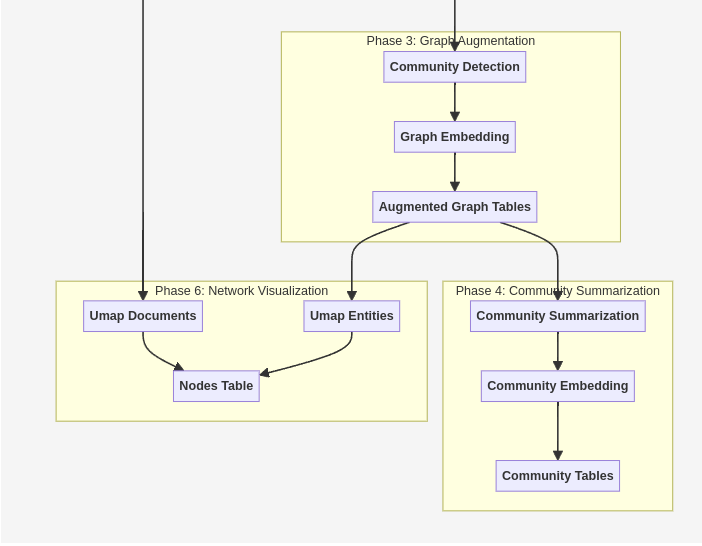 Phase 3: Graph Augmentation
Community Detection
Graph Embedding
Augmented Graph Tables
Phase 6: Network Visualization
Umap Documents
Umap Entities
Nodes Table
Phase 4: Community Summarization
Community Summarization
Community Embedding
Community Tables